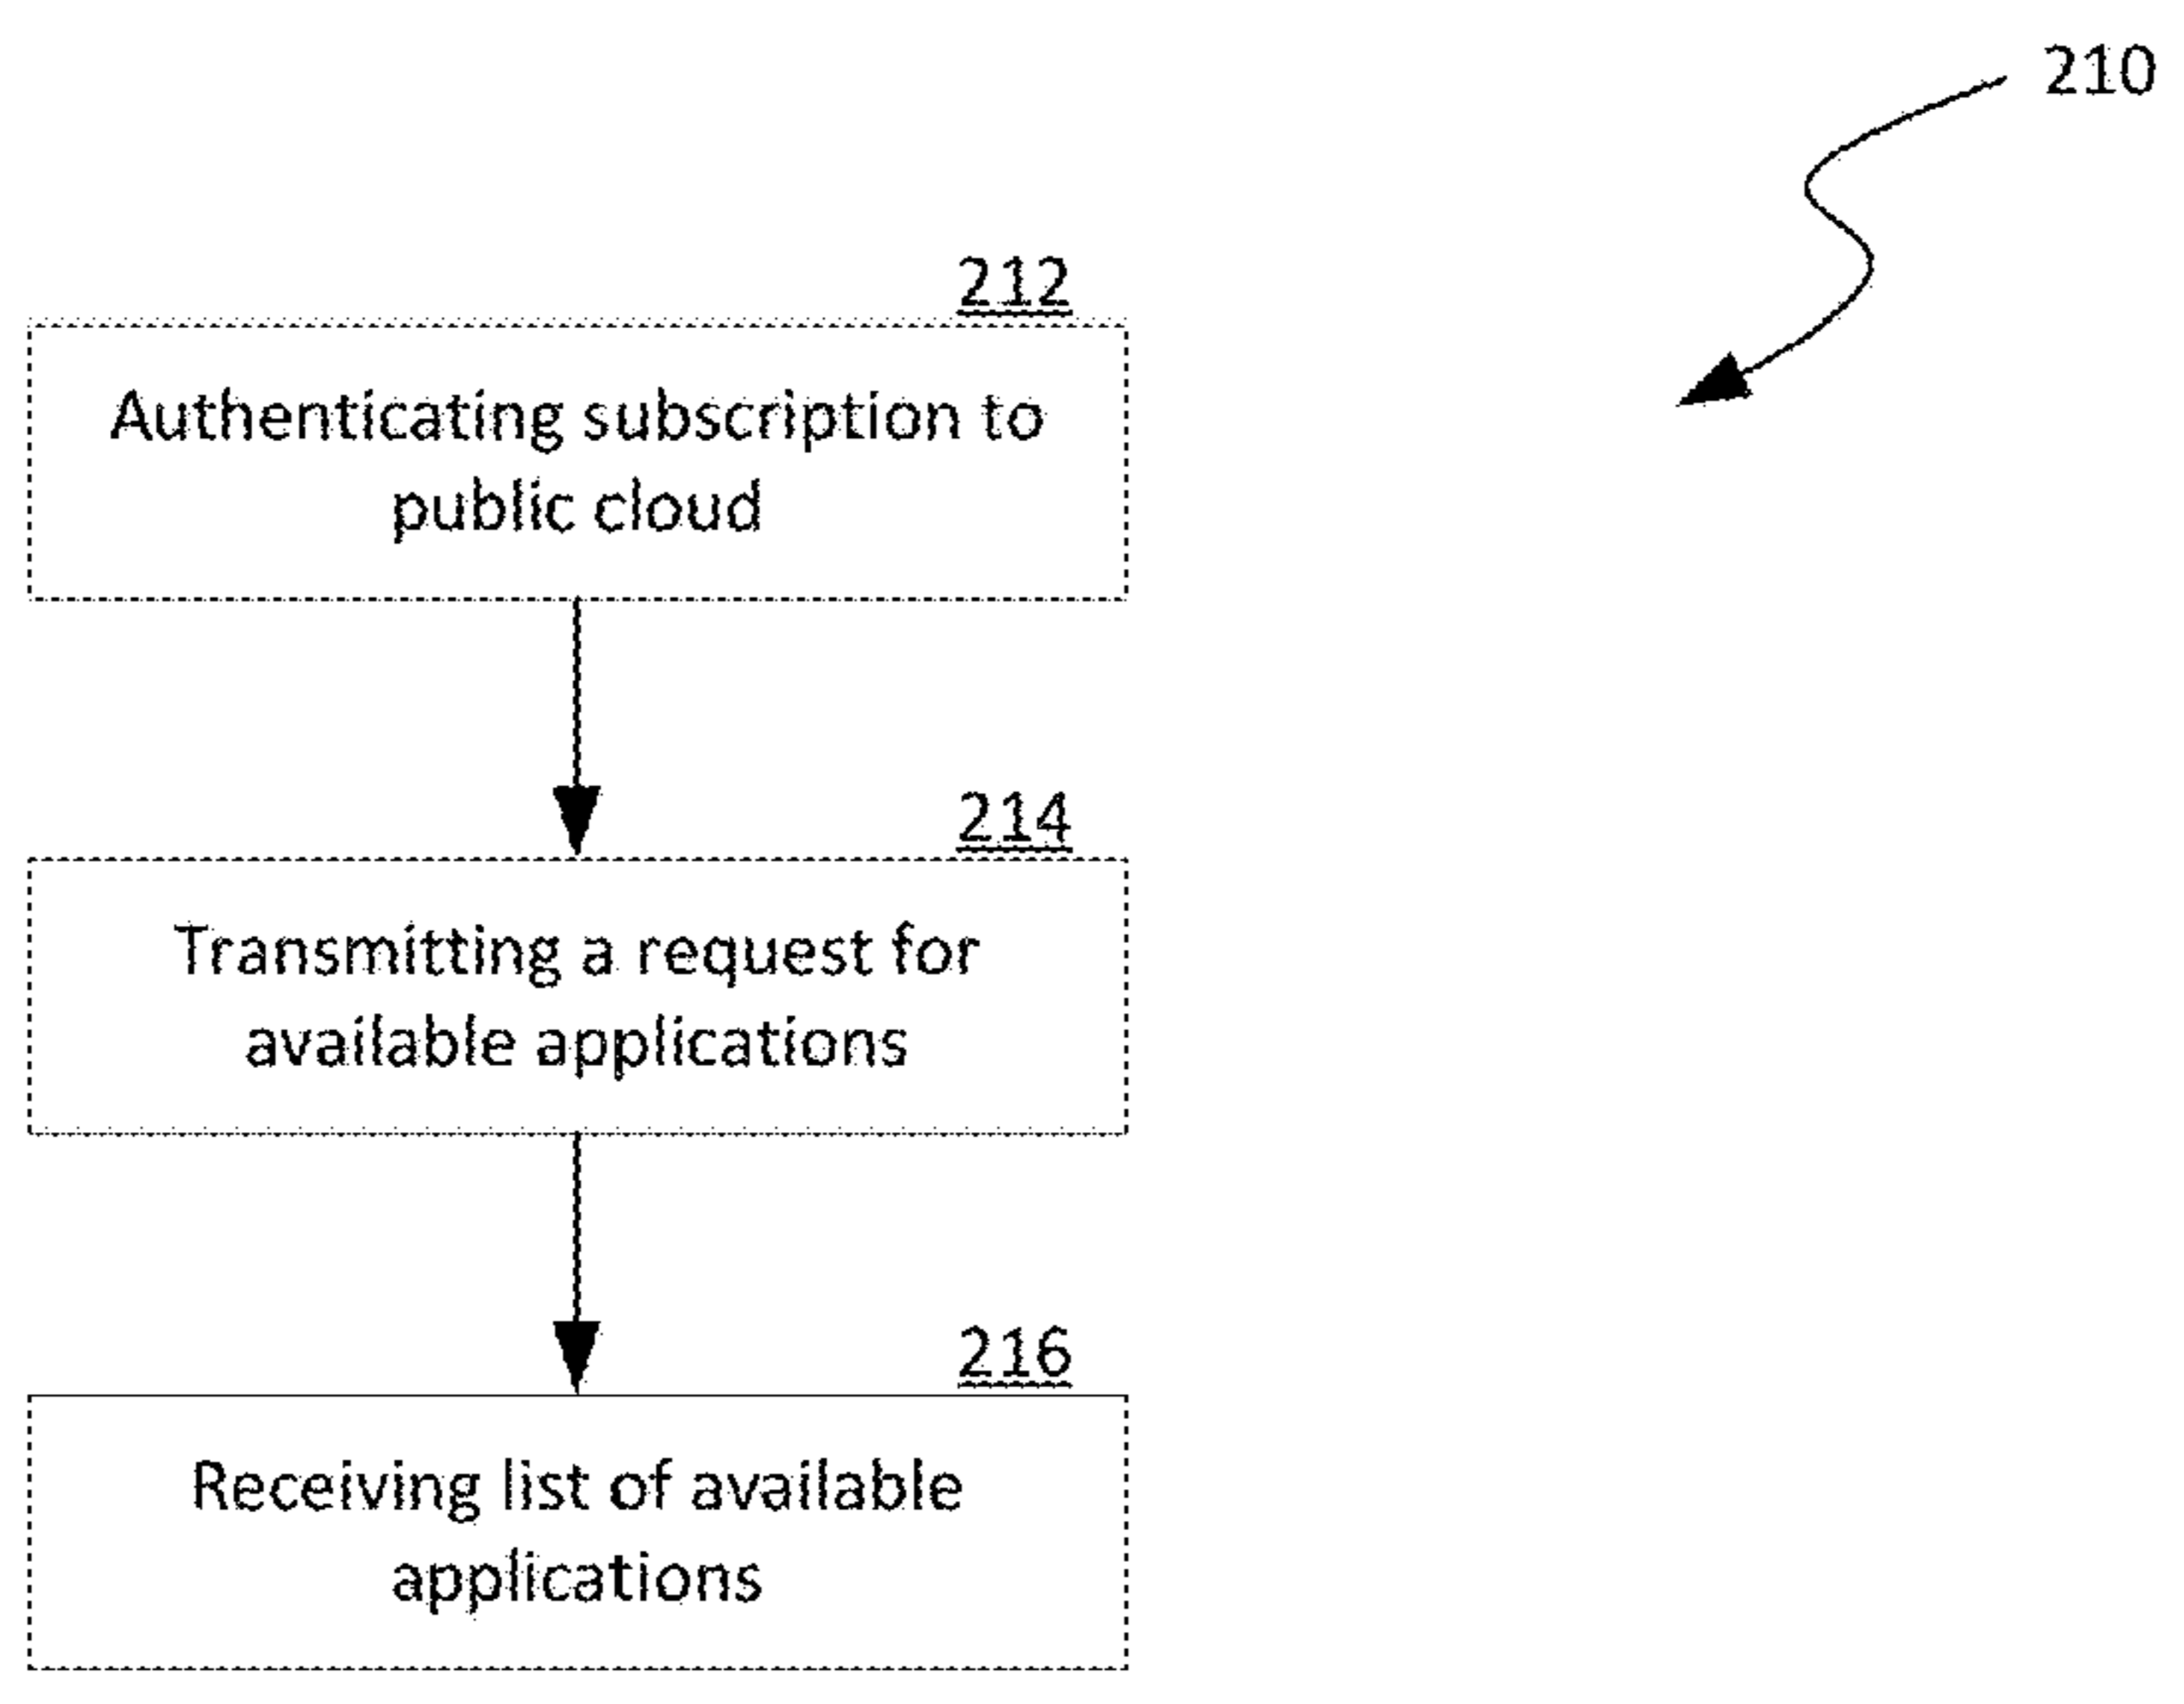 210
212
Authenticating subscription to
public cloud
214
Transmitting a request for
available applications
216
Receiving list of available
applications